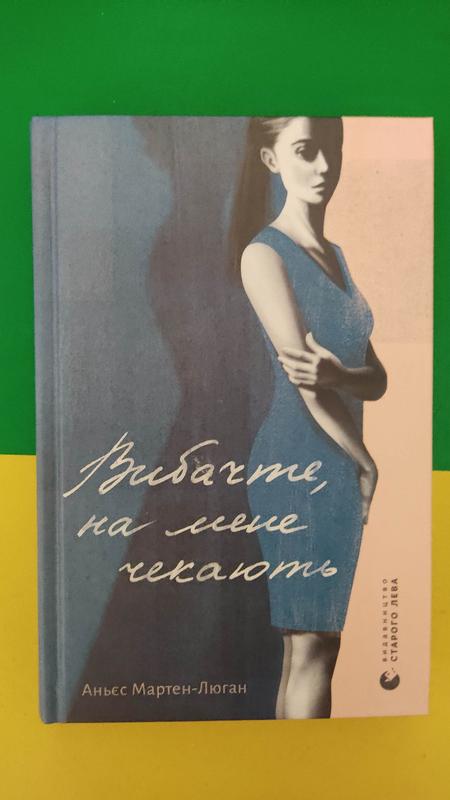 Вибачте,
на мене
чекають
Аньєс Мартен-Люган
видавництво
СТАРОГО ЛЕВА